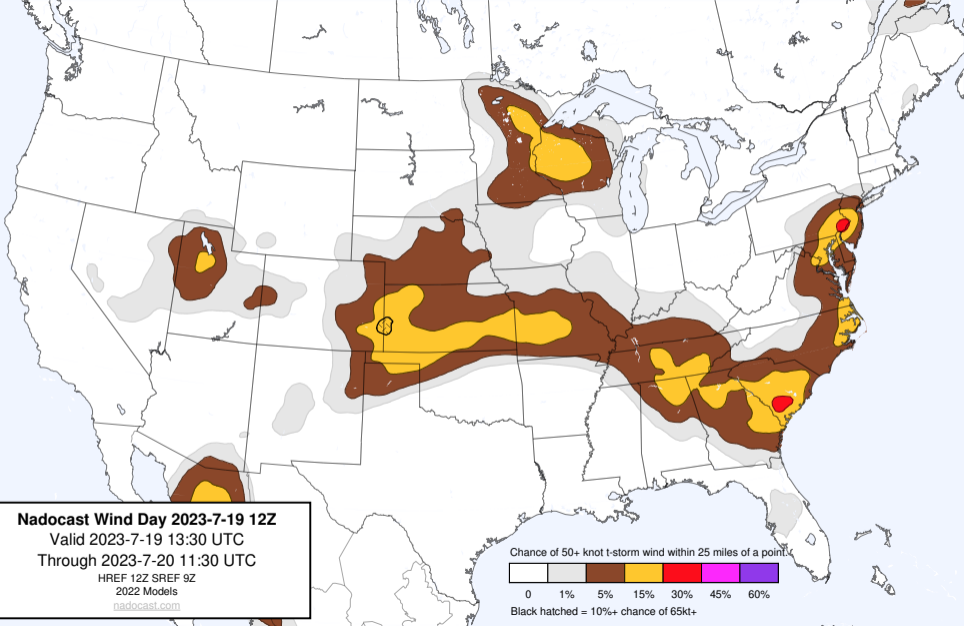 Nadocast Wind Day 2023-7-19 12Z
Valid 2023-7-19 13:30 UTC
Through 2023-7-20 11:30 UTC
HREF 12Z SREF 9Z
2022 Models
nadocast.com
Chance of 50+ knot t-storm wind within 25 miles of a point.
0 1% 5% 15% 30% 45% 60%
Black hatched = 10%+ chance of 65kt+